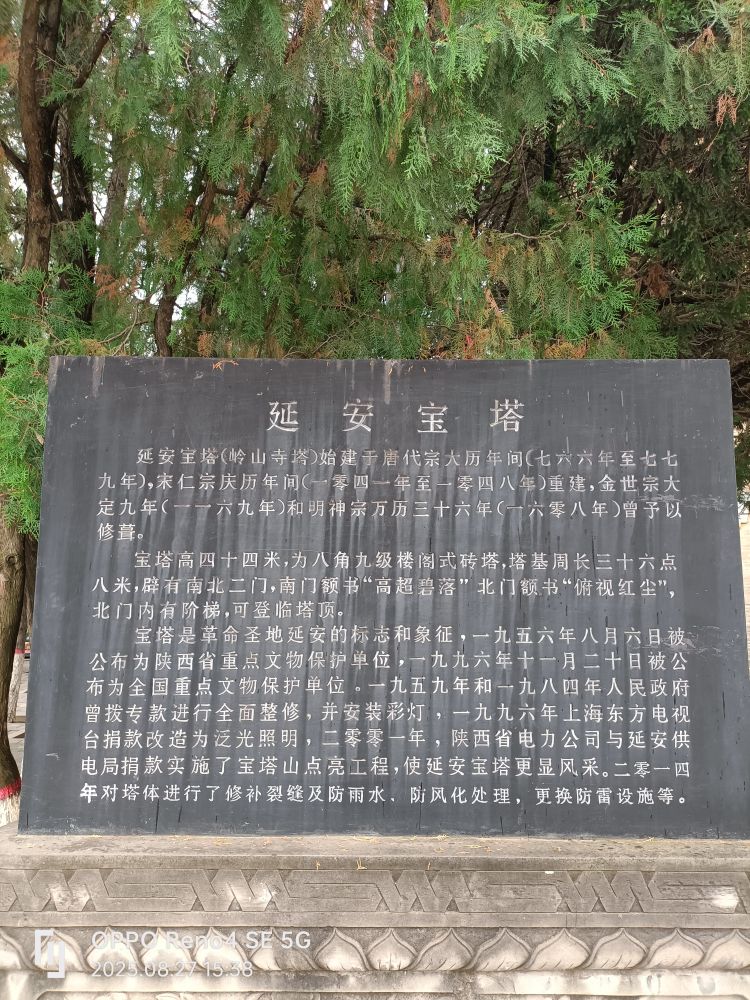 延安宝塔
延安宝塔(岭山寺塔)始建于唐代宗大历年间(七六六年至七七
九年),宋仁宗庆历年间(一零四一年至一零四八年)重建,金世宗大
定九年(一一六九年)和明神宗万历三十六年(一六零八年)曾予以
修葺。
宝塔高四十四米,为八角九级楼阁式砖塔,塔基周长三十六点
八米,辟有南北二门,南门额书“高超碧落”北门额书“俯视红尘”,
北门内有阶梯,可登临塔顶。
宝塔是革命圣地延安的标志和象征,一九五六年八月六日被
公布为陕西省重点文物保护单位,一九九六年十一月二十日被公
布为全国重点文物保护单位。一九五九年和一九八四年人民政府
曾拨专款进行全面整修,并安装彩灯,一九九六年上海东方电视
台捐款改造为泛光照明,二零零一年,陕西省电力公司与延安供
电局捐款实施了宝塔山点亮工程,使延安宝塔更显风采。二零一四
年对塔体进行了修补裂缝及防雨水、防风化处理,更换防雷设施等。
OPPO Reno4 SE 5G
2025.08.27 15:38